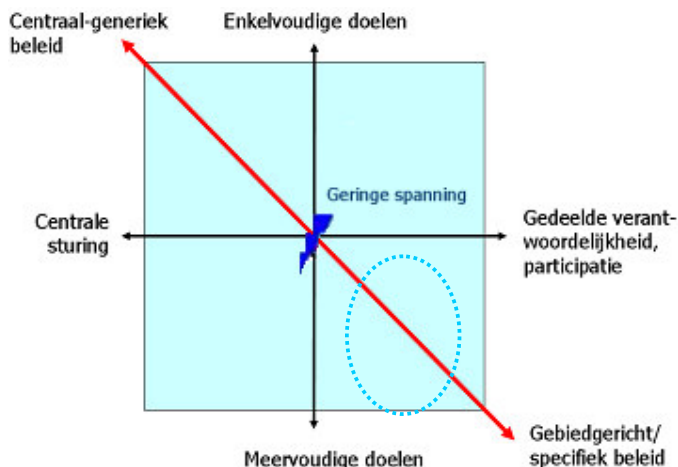 Centraal-generiek
beleid
Enkelvoudige doelen
Geringe spanning
Centrale
sturing
Gedeelde verant-
woordelijkheid,
participatie
Gebiedgericht/
specifiek beleid
Meervoudige doelen